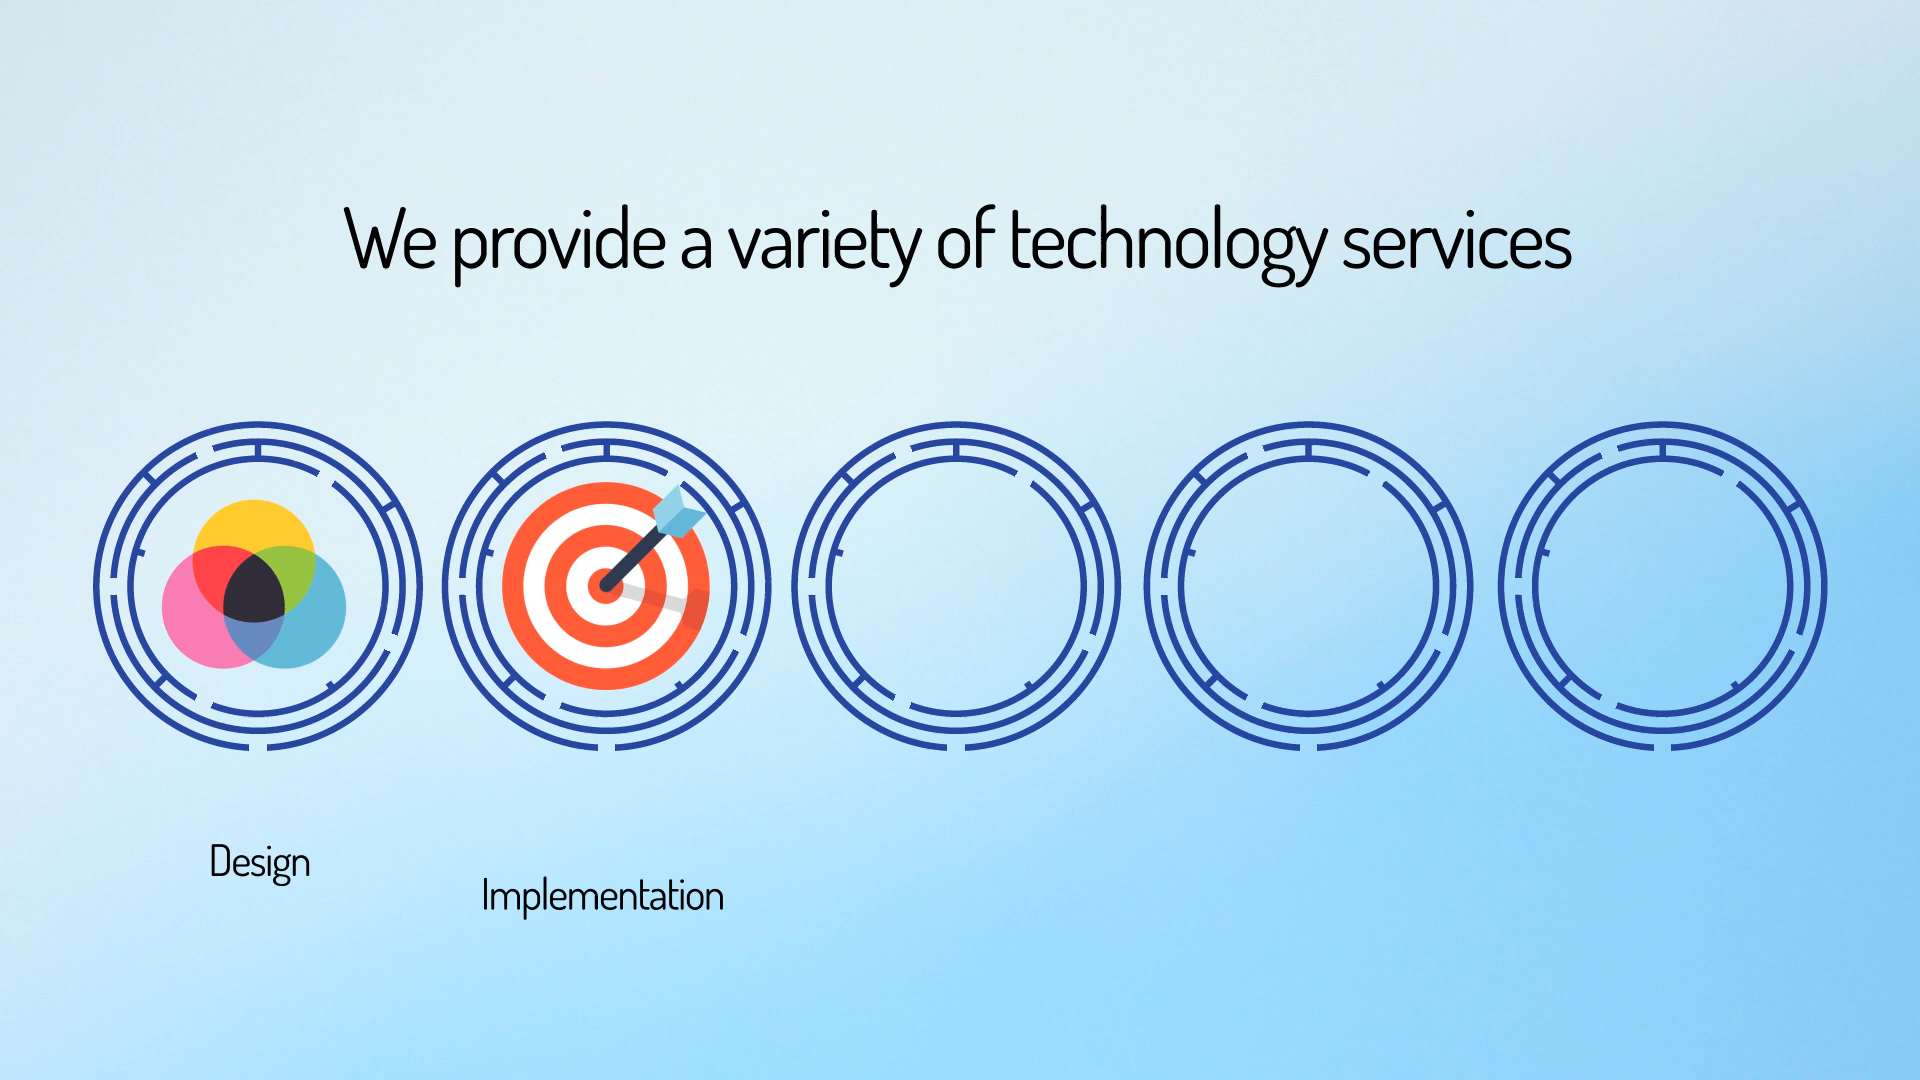 We provide a variety of technology services
Design
Implementation